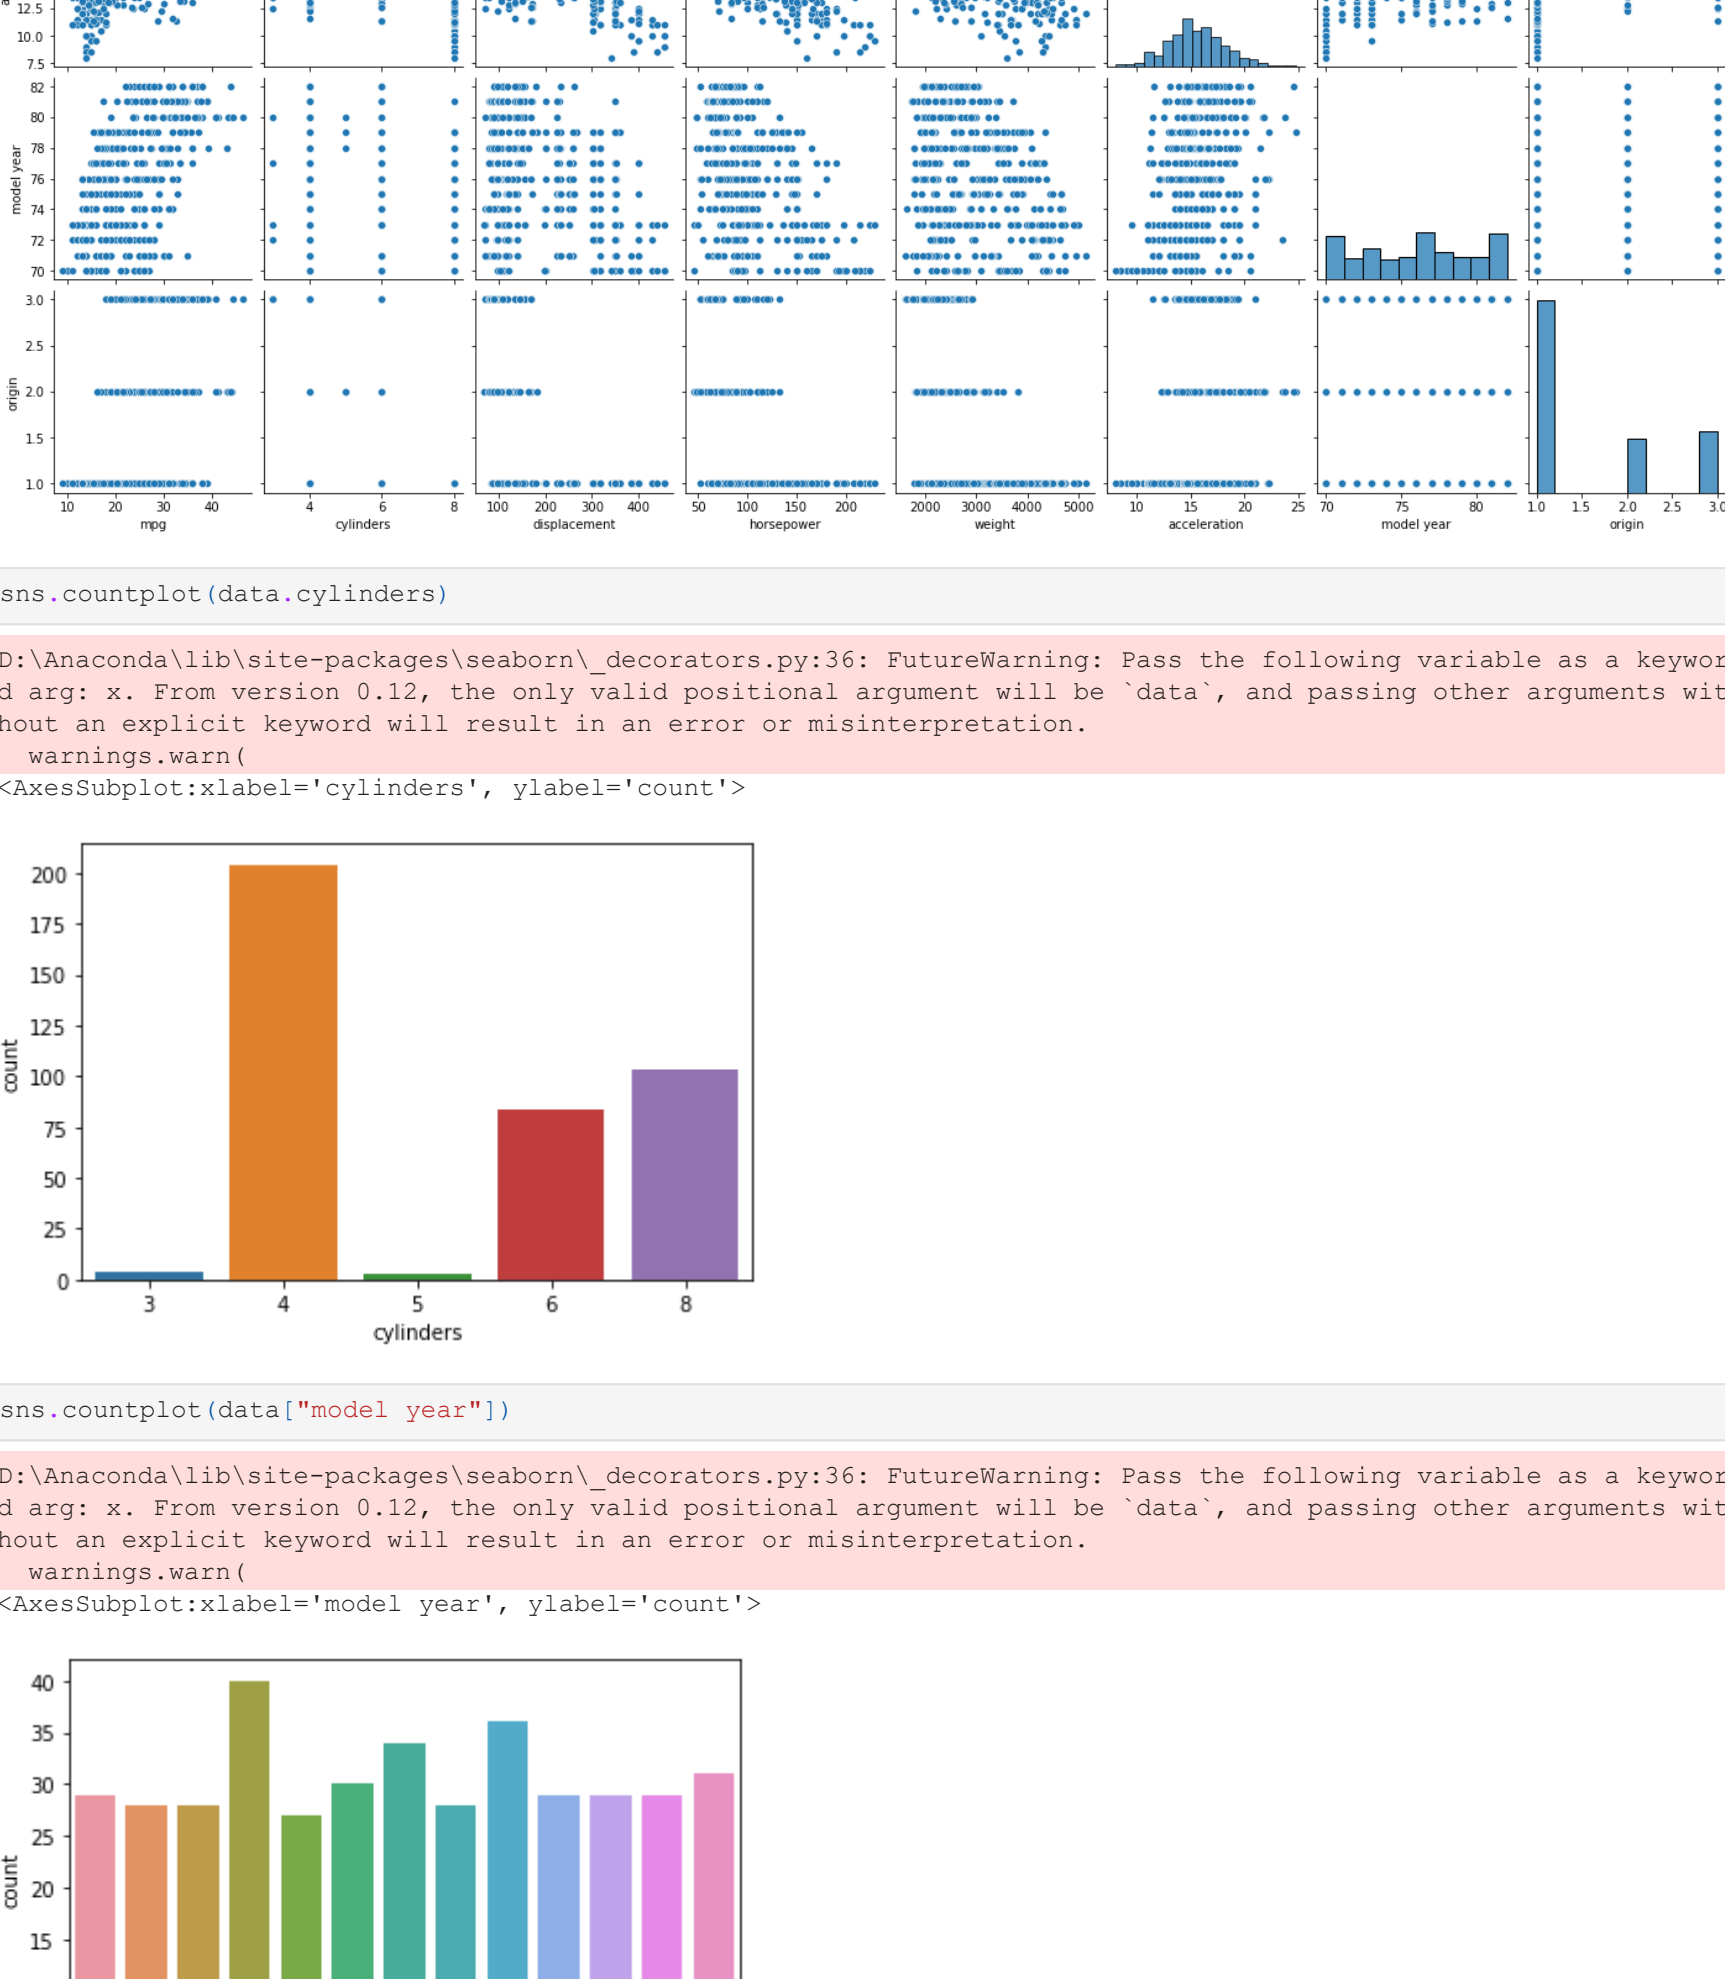 12.5
10.0
7.5
82
80
78
76
74
72
70
model year
3.0
2.5
2.0
1.5
1.0
origin
10 20 30 40
4 6 8
100 200 300 400
50 100 150 200
2000 3000 4000 5000
10 15 20 25
70 75 80
1.0 1.5 2.0 2.5 3.0
mpg cylinders displacement horsepower weight acceleration model year origin
sns.countplot(data.cylinders)
D:\Anaconda\lib\site-packages\seaborn\_decorators.py:36: FutureWarning: Pass the following variable as a keywor
d arg: x. From version 0.12, the only valid positional argument will be `data`, and passing other arguments wit
hout an explicit keyword will result in an error or misinterpretation.
warnings.warn(
<AxesSubplot:xlabel='cylinders', ylabel='count'>
200
175
150
125
100
75
50
25
0
count
3 4 5 6 8
cylinders
sns.countplot(data["model year"])
D:\Anaconda\lib\site-packages\seaborn\_decorators.py:36: FutureWarning: Pass the following variable as a keywor
d arg: x. From version 0.12, the only valid positional argument will be `data`, and passing other arguments wit
hout an explicit keyword will result in an error or misinterpretation.
warnings.warn(
<AxesSubplot:xlabel='model year', ylabel='count'>
40
35
30
25
20
15
count